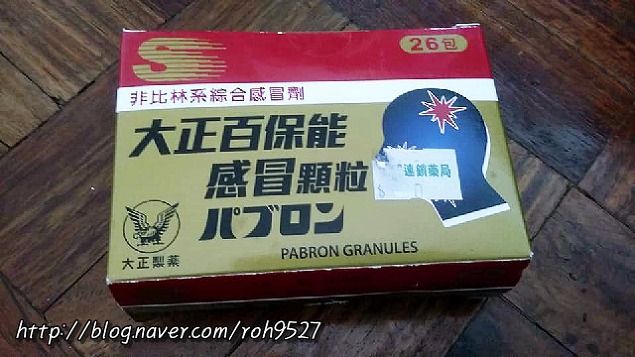 S
26包
非比林系綜合感冒劑
大正百保能
感冒顆粒
連鎖藥局
パブロン
PABRON GRANULES
大正製薬
http://blog.naver.com/roh9527